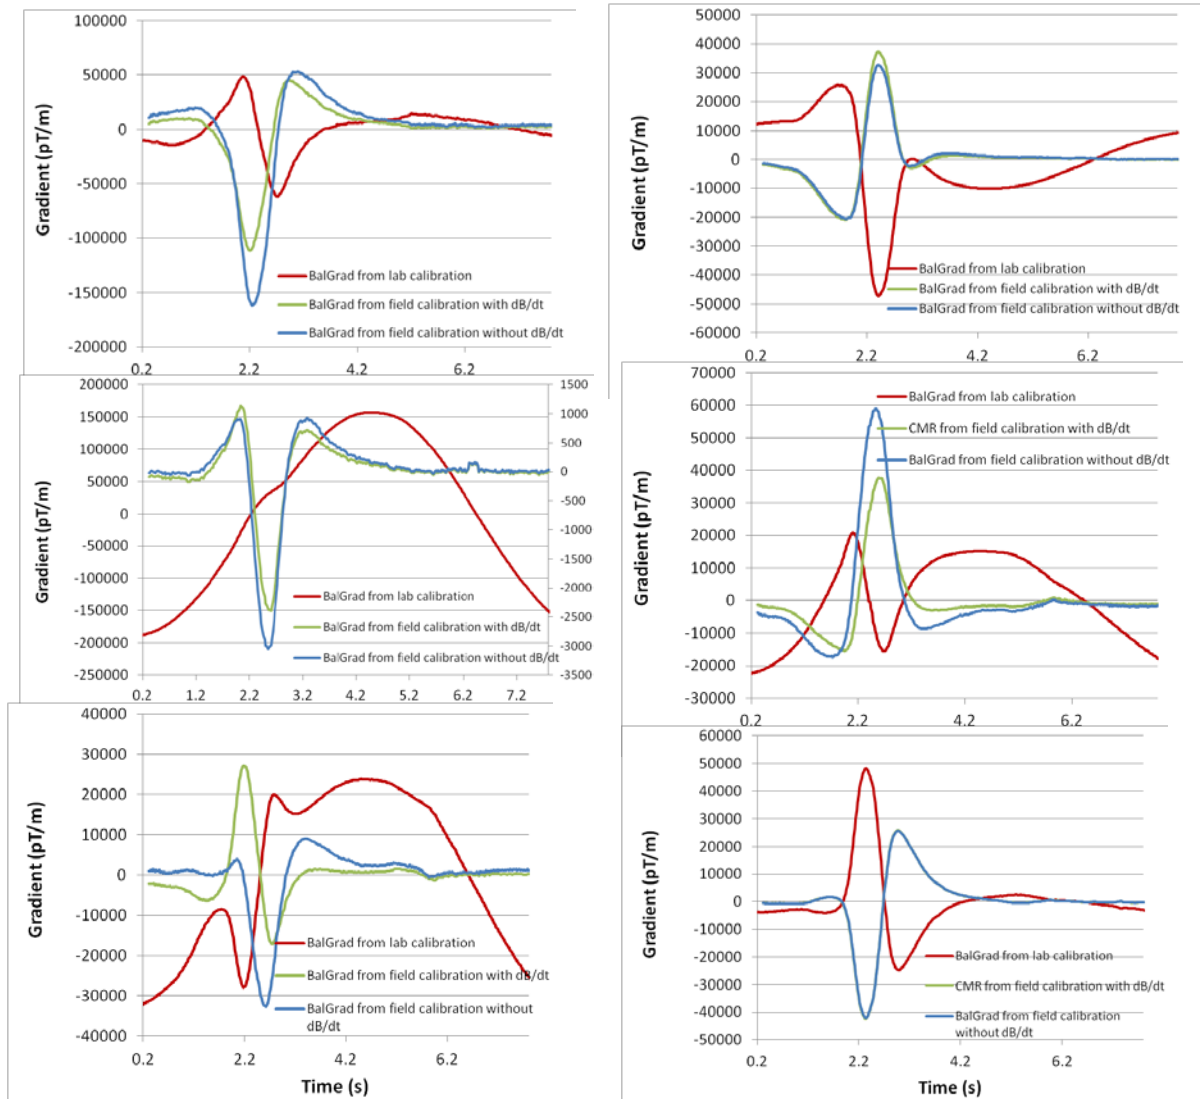 100000
50000
0
-50000
-100000
-150000
-200000
Gradient (pT/m)
BalGrad from lab calibration
BalGrad from field calibration with dB/dt
BalGrad from field calibration without dB/dt
0.2 2.2 4.2 6.2
50000
40000
30000
20000
10000
0
-10000
-20000
-30000
-40000
-50000
-60000
Gradient (pT/m)
BalGrad from lab calibration
BalGrad from field calibration with dB/dt
BalGrad from field calibration without dB/dt
0.2 2.2 4.2 6.2
200000
150000
100000
50000
0
-50000
-100000
-150000
-200000
-250000
Gradient (pT/m)
1500
1000
500
0
-500
-1000
-1500
-2000
-2500
-3000
-3500
BalGrad from lab calibration
BalGrad from field calibration with dB/dt
BalGrad from field calibration without dB/dt
0.2 1.2 2.2 3.2 4.2 5.2 6.2 7.2
70000
60000
50000
40000
30000
20000
10000
0
-10000
-20000
-30000
Gradient (pT/m)
BalGrad from lab calibration
CMR from field calibration with dB/dt
BalGrad from field calibration without dB/dt
0.2 2.2 4.2 6.2
40000
30000
20000
10000
0
-10000
-20000
-30000
-40000
Gradient (pT/m)
BalGrad from lab calibration
BalGrad from field calibration with dB/dt
BalGrad from field calibration without
dB/dt
0.2 2.2 4.2 6.2
Time (s)
60000
50000
40000
30000
20000
10000
0
-10000
-20000
-30000
-40000
-50000
Gradient (pT/m)
BalGrad from lab calibration
CMR from field calibration with dB/dt
BalGrad from field calibration
without dB/dt
0.2 2.2 4.2 6.2
Time (s)